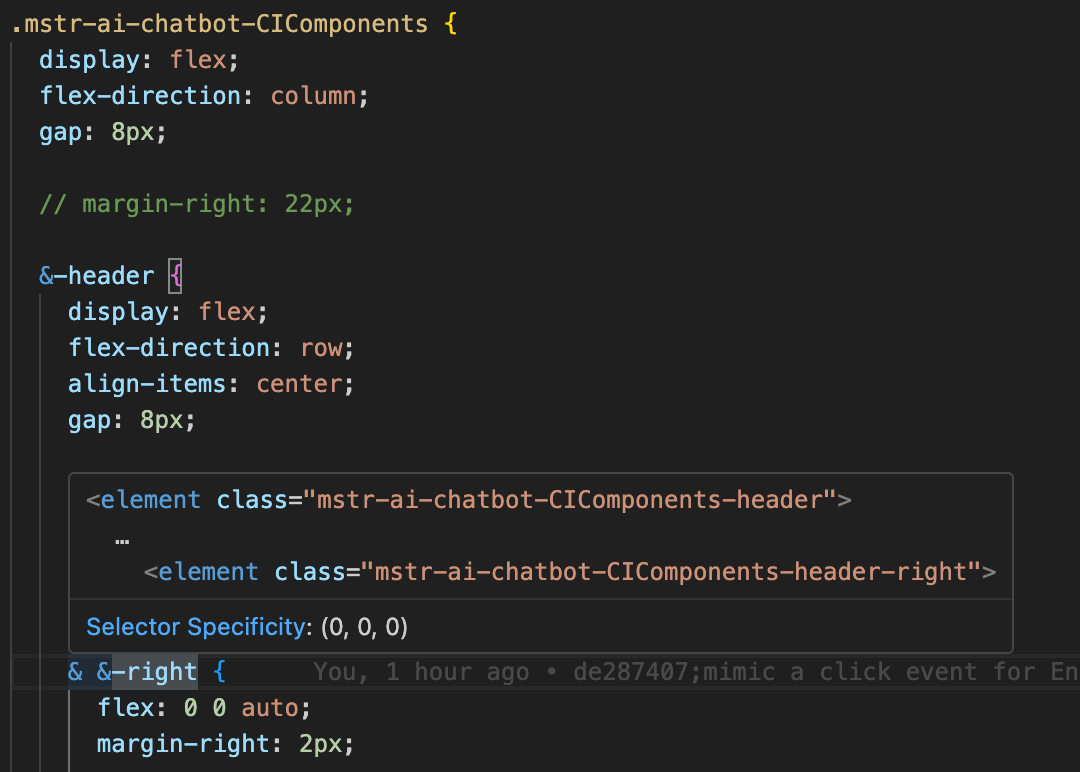 .mstr-ai-chatbot-CIComponents {
display: flex;
flex-direction: column;
gap: 8px;
// margin-right: 22px;
&-header {
display: flex;
flex-direction: row;
align-items: center;
gap: 8px;
<element class="mstr-ai-chatbot-CIComponents-header">
…
<element class="mstr-ai-chatbot-CIComponents-header-right">
Selector Specificity: (0, 0, 0)
& &-right { You, 1 hour ago • de287407;mimic a click event for En
flex: 0 0 auto;
margin-right: 2px;